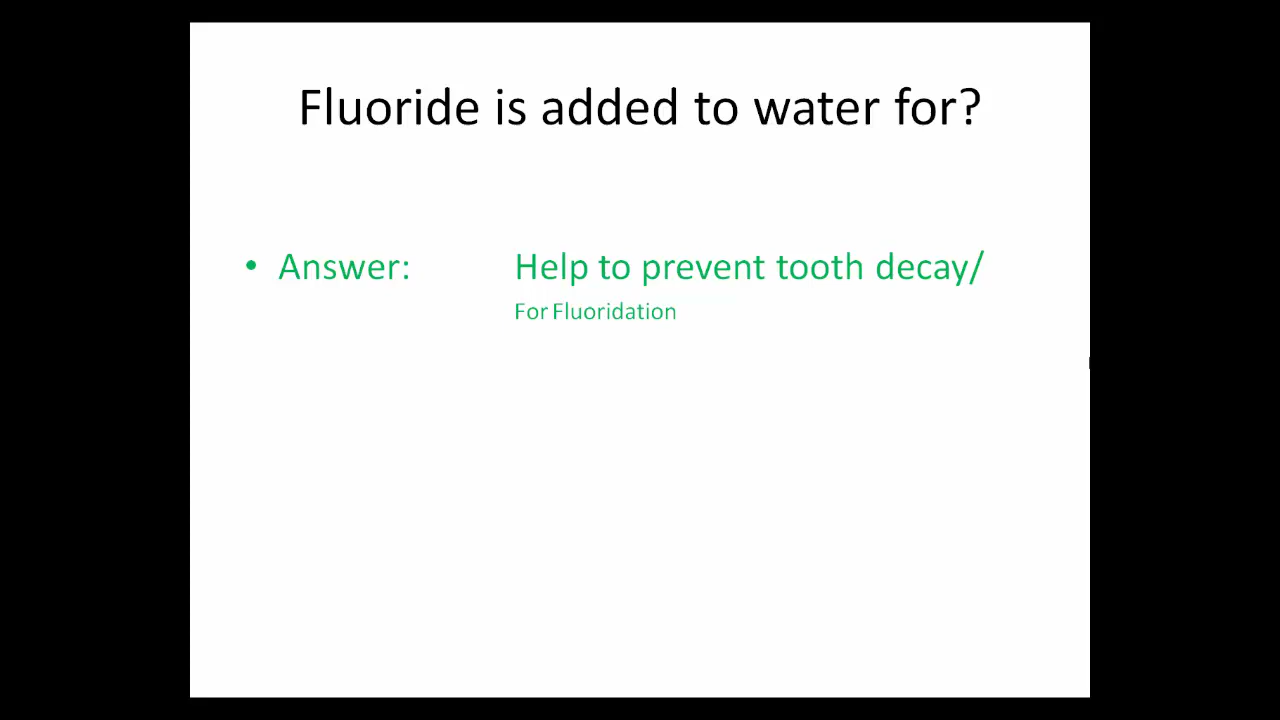 Fluoride is added to water for?
• Answer: Help to prevent tooth decay/
For Fluoridation